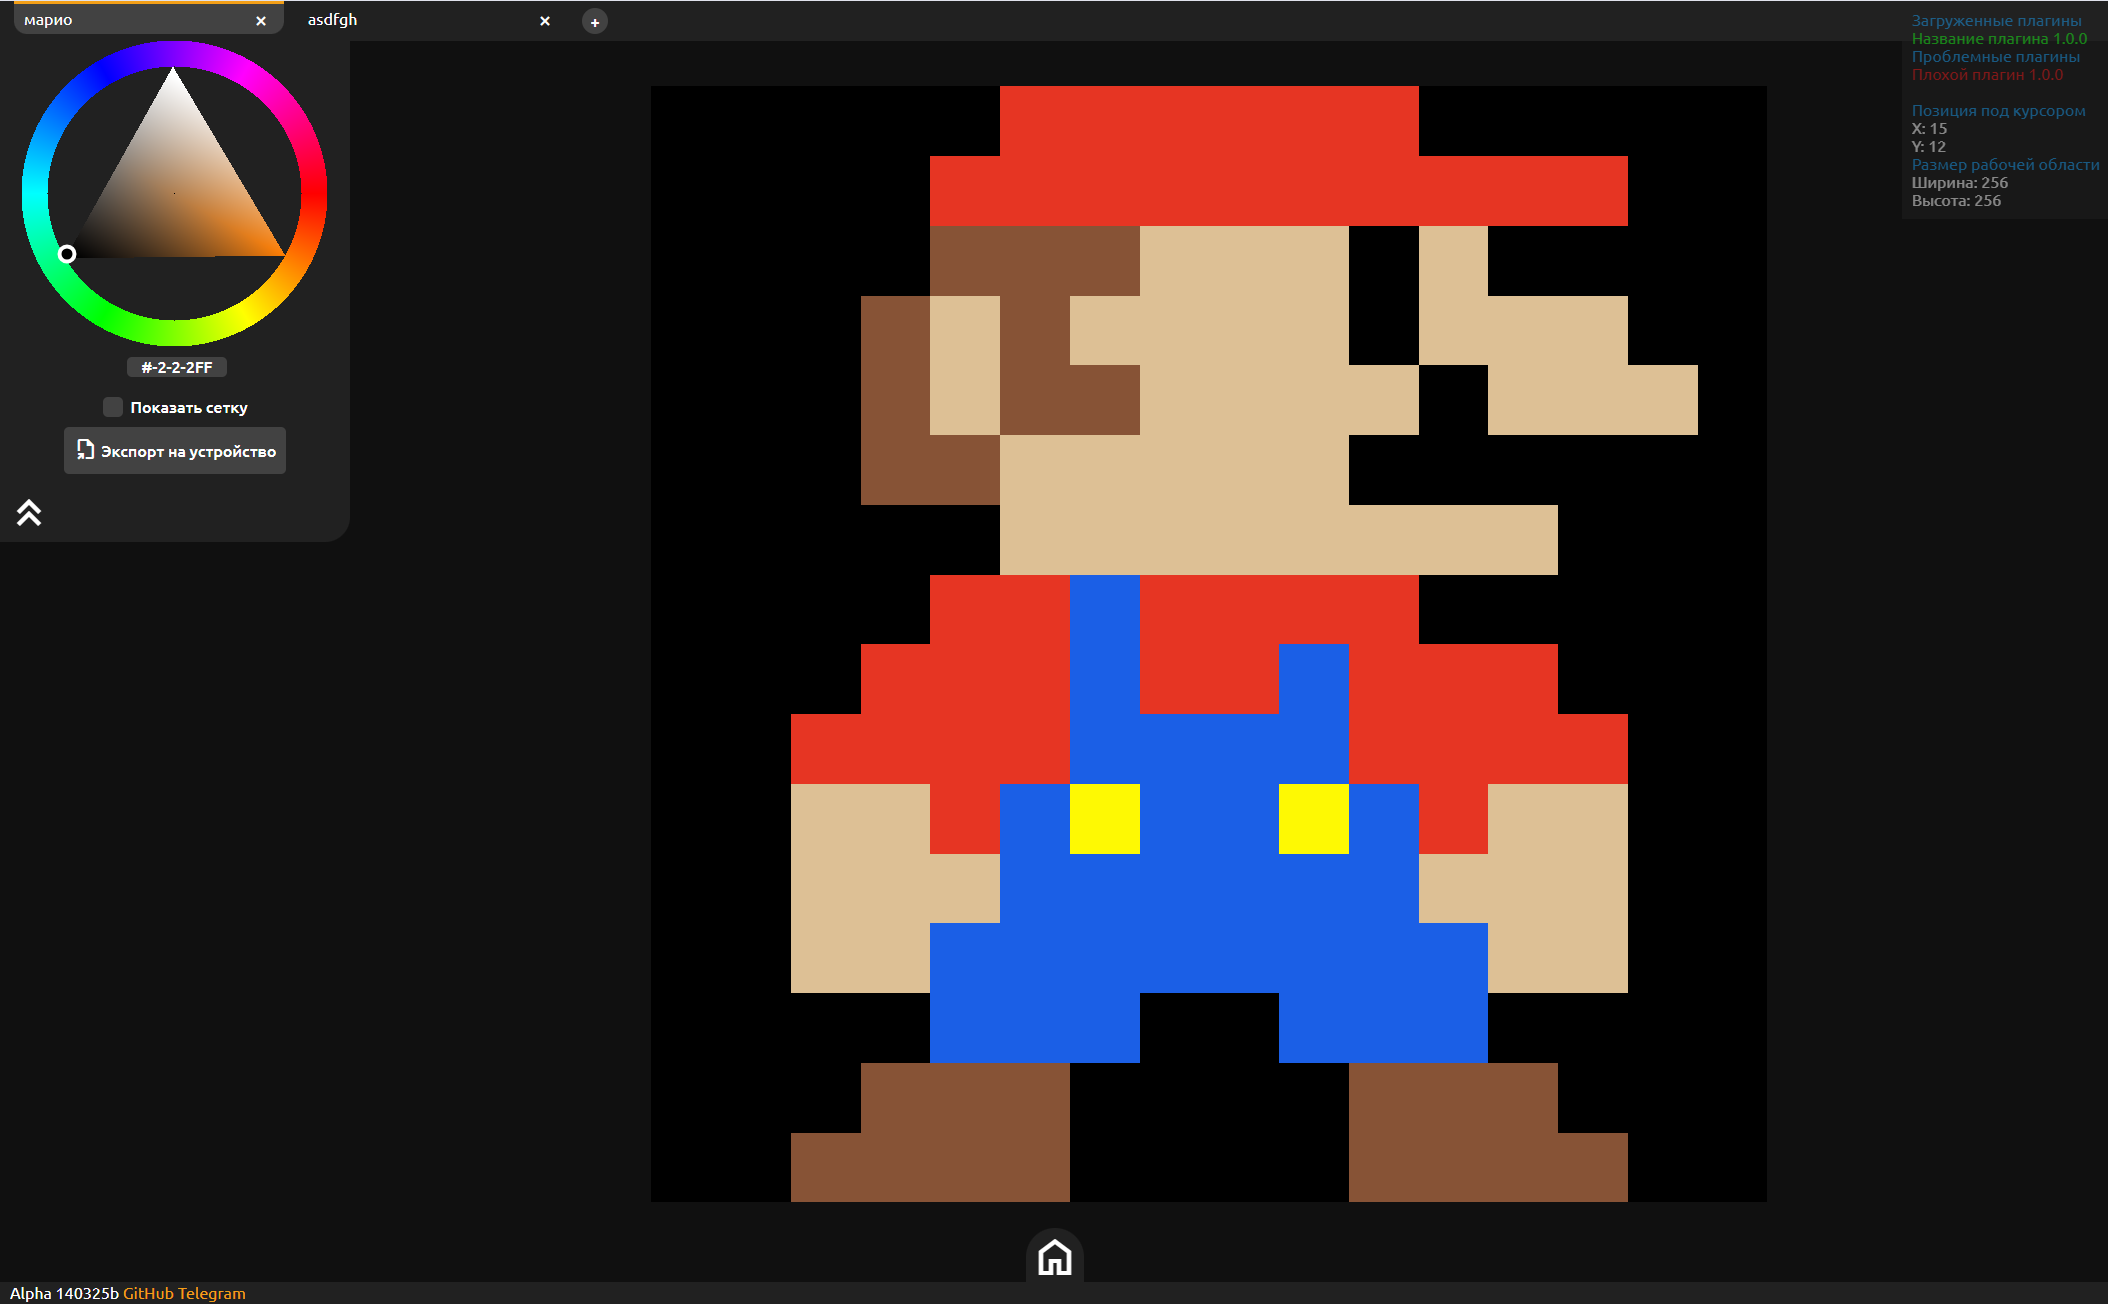 марио
asdfgh
#-2-2-2FF
Показать сетку
Экспорт на устройство
Загруженные плагины
Название плагина 1.0.0
Проблемные плагины
Плохой плагин 1.0.0
Позиция под курсором
X: 15
Y: 12
Размер рабочей области
Ширина: 256
Высота: 256
Alpha 140325b GitHub Telegram